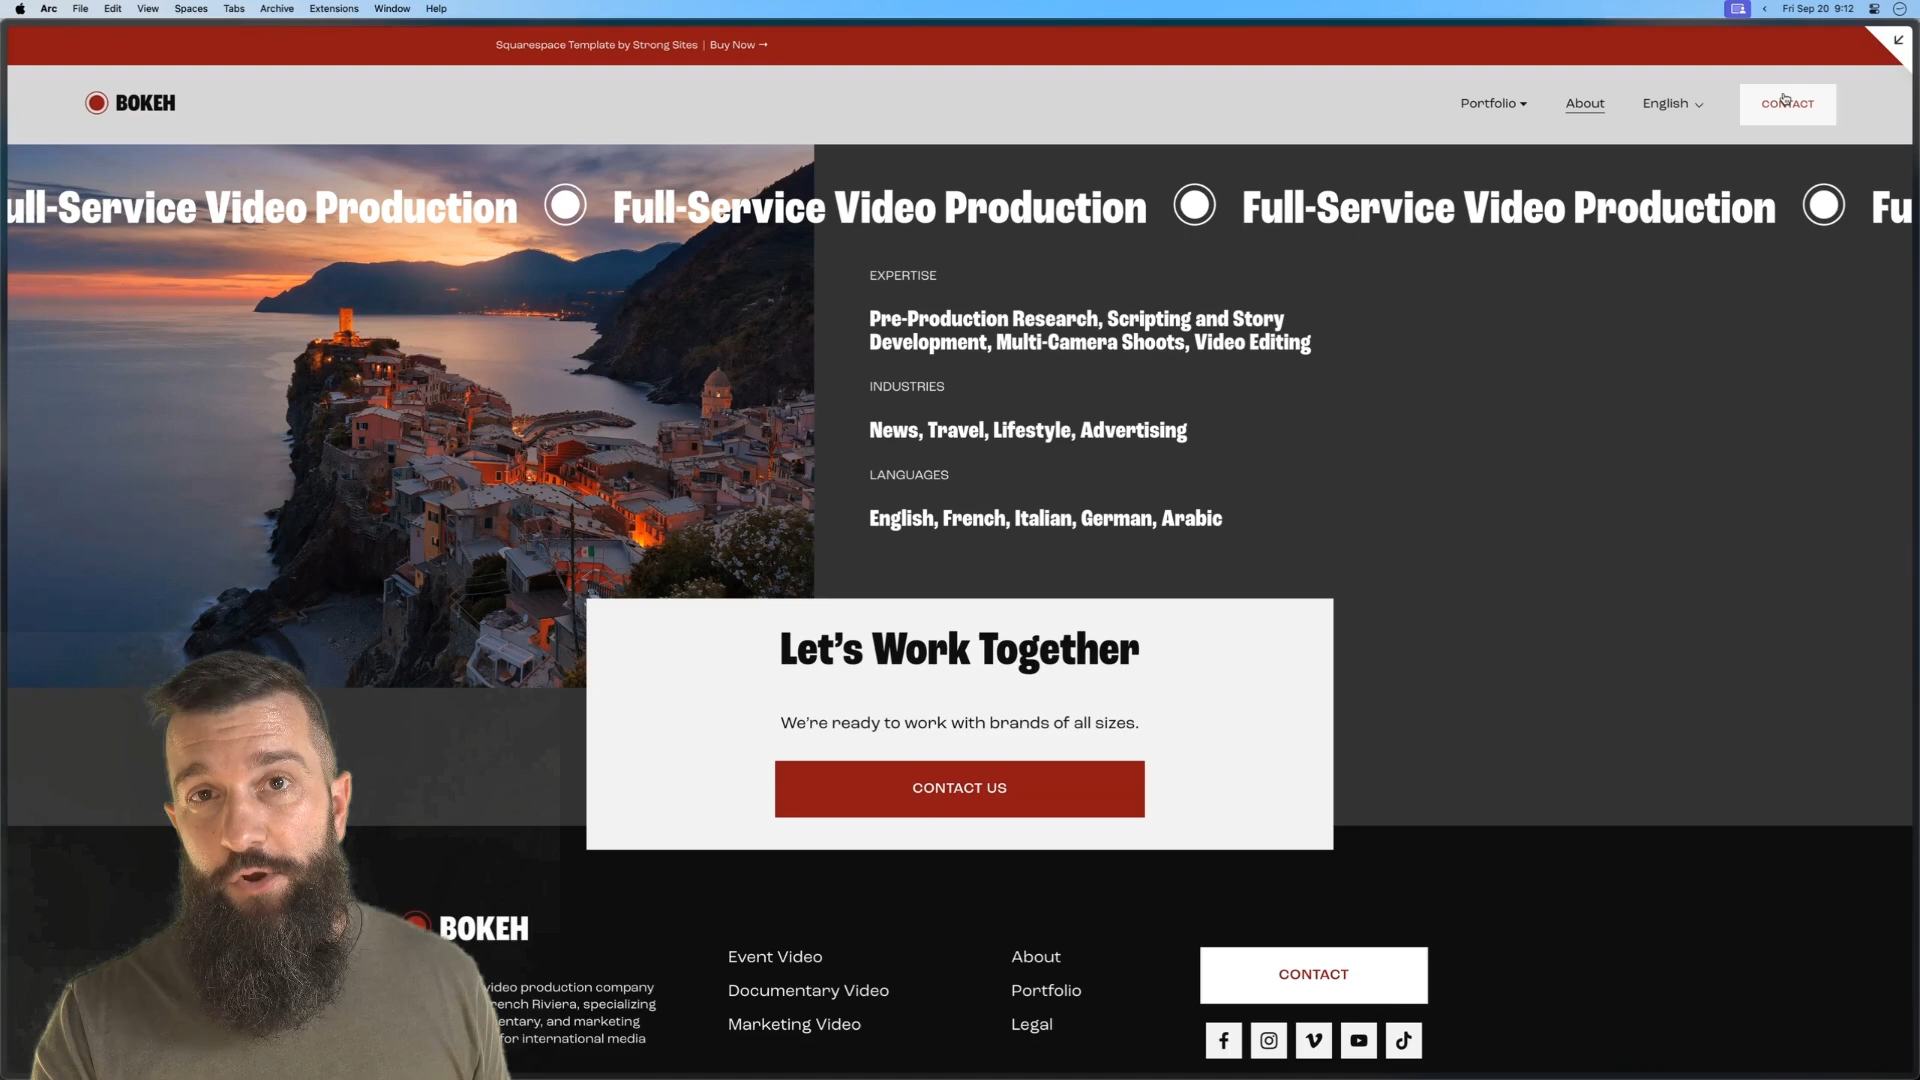 Arc File Edit View Spaces Tabs Archive Extensions Window Help
Fri Sep 20 9:12
Squarespace Template by Strong Sites | Buy Now →
BOKEH
Portfolio
About
English
CONTACT
ull-Service Video Production
Full-Service Video Production
Full-Service Video Production
Fu
EXPERTISE
Pre-Production Research, Scripting and Story
Development, Multi-Camera Shoots, Video Editing
INDUSTRIES
News, Travel, Lifestyle, Advertising
LANGUAGES
English, French, Italian, German, Arabic
Let's Work Together
We're ready to work with brands of all sizes.
CONTACT US
BOKEH
video production company
rench Riviera, specializing
entary, and marketing
for international media
Event Video
Documentary Video
Marketing Video
About
Portfolio
Legal
CONTACT